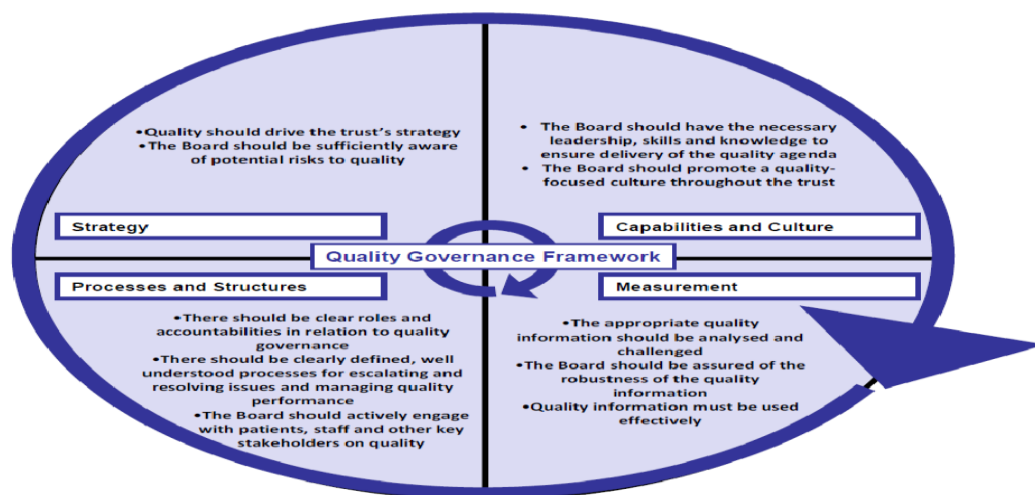 •Quality should drive the trust's strategy
•The Board should be sufficiently aware
of potential risks to quality
Strategy
• The Board should have the necessary
leadership, skills and knowledge to
ensure delivery of the quality agenda
• The Board should promote a quality-
focused culture throughout the trust
Capabilities and Culture
Quality Governance Framework
Processes and Structures
•There should be clear roles and
accountabilities in relation to quality
governance
•There should be clearly defined, well
understood processes for escalating and
resolving issues and managing quality
performance
•The Board should actively engage
with patients, staff and other key
stakeholders on quality
Measurement
•The appropriate quality
information should be analysed and
challenged
•The Board should be assured of the
robustness of the quality
information
•Quality information must be used
effectively